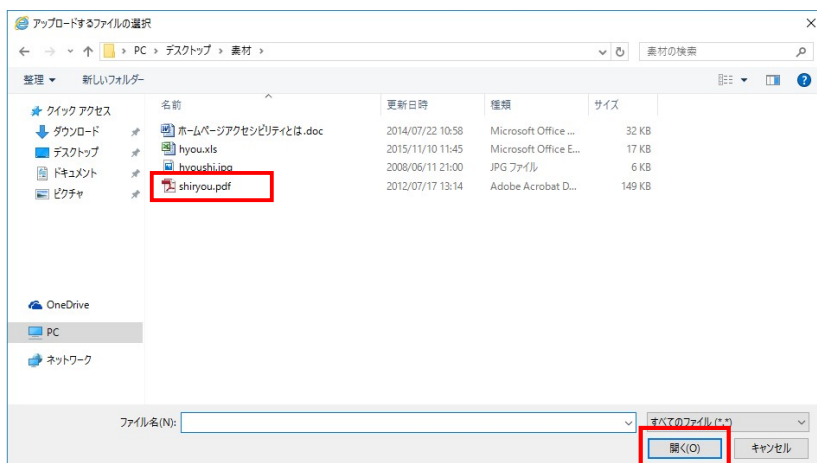 アップロードするファイルの選択
PC › デスクトップ › 素材 ›
素材の検索
整理 新しいフォルダー
名前 更新日時 種類 サイズ
クイック アクセス
ダウンロード
デスクトップ
ドキュメント
ピクチャ
OneDrive
PC
ネットワーク
ホームページアクセシビリティとは.doc 2014/07/22 10:58 Microsoft Office ... 32 KB
hyou.xls 2015/11/10 11:45 Microsoft Office E... 17 KB
hyoushi.jpg 2008/06/11 21:00 JPG ファイル 6 KB
shiryou.pdf 2012/07/17 13:14 Adobe Acrobat D... 149 KB
ファイル名(N):
すべてのファイル (*.*)
開く(O) キャンセル